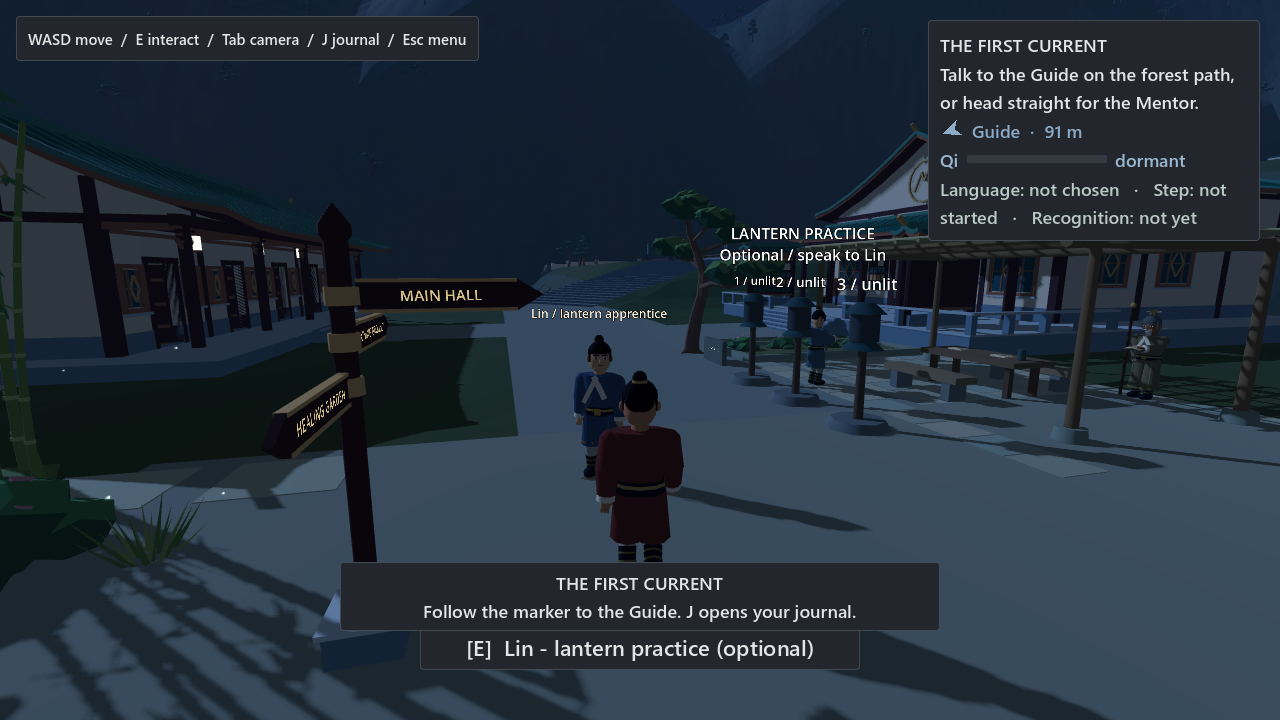 WASD move / E interact / Tab camera / J journal / Esc menu
THE FIRST CURRENT
Talk to the Guide on the forest path,
or head straight for the Mentor.
Guide · 91 m
Qi dormant
Language: not chosen · Step: not
started · Recognition: not yet
LANTERN PRACTICE
Optional / speak to Lin
1 / unlit 2 / unlit 3 / unlit
MAIN HALL
Lin / lantern apprentice
HEALING GARDEN
THE FIRST CURRENT
Follow the marker to the Guide. J opens your journal.
[E] Lin - lantern practice (optional)